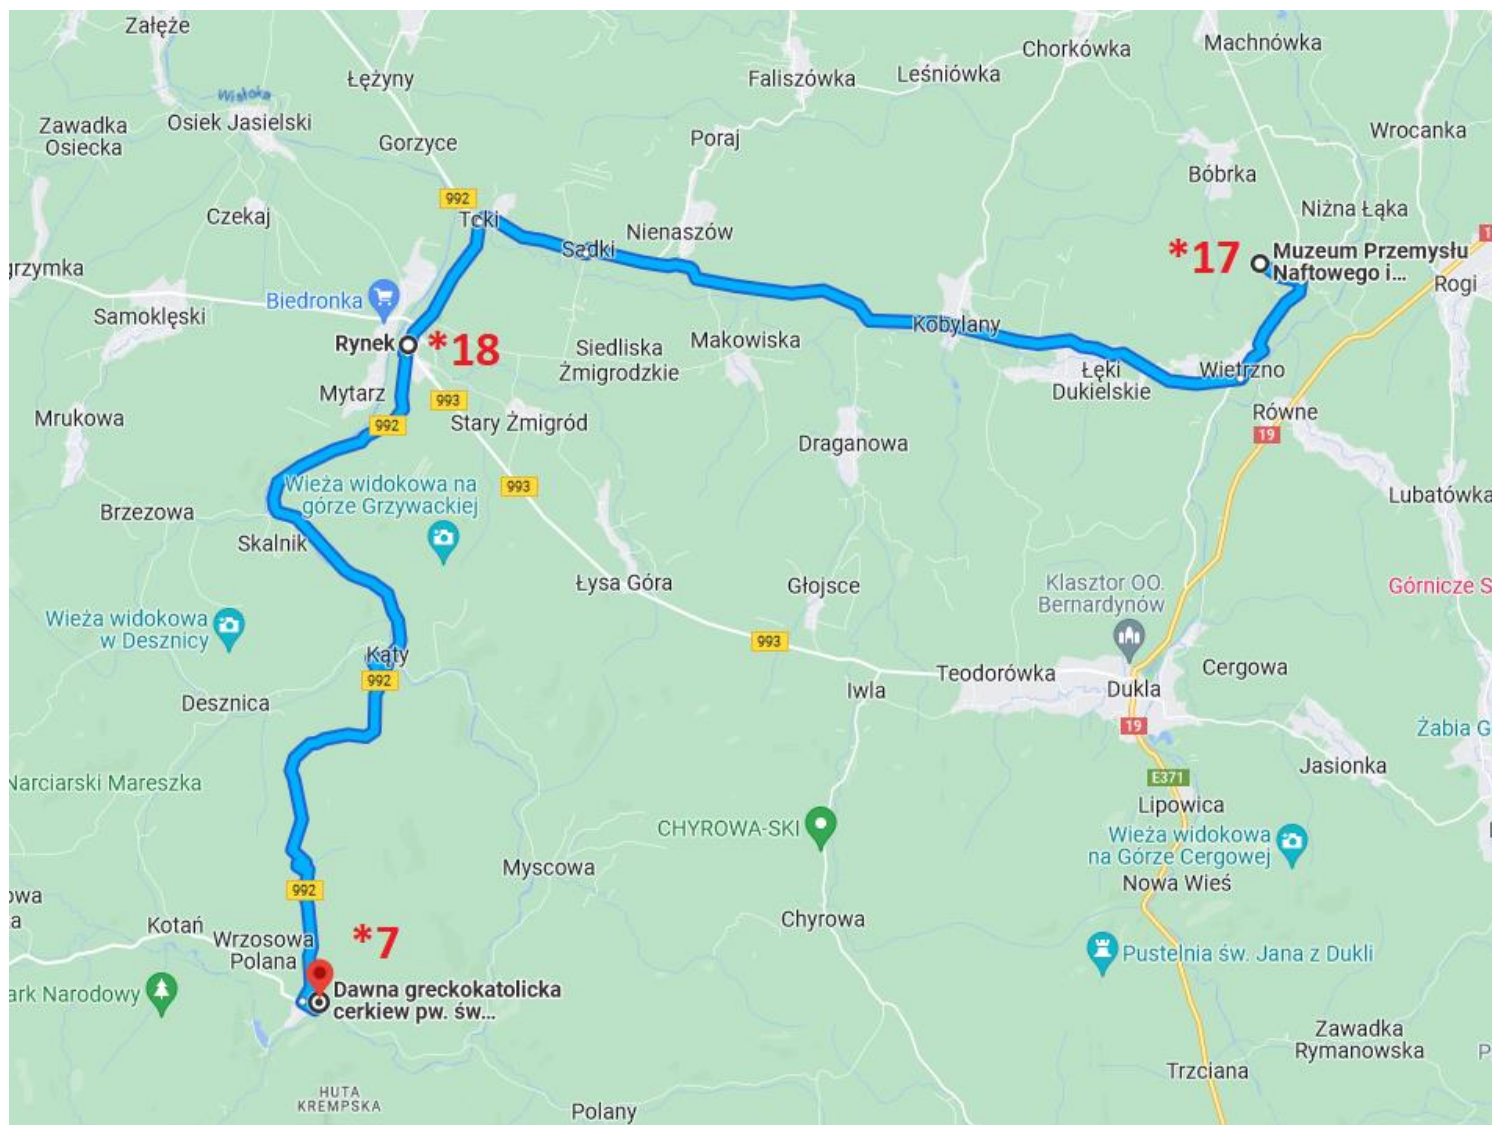 Załęże
Chorkówka
Machnówka
Łężyny
Faliszówka
Leśniówka
Wisłoka
Osiek Jasielski
Zawadka
Osiecka
Gorzyce
Poraj
Wrocanka
Bóbrka
992
Czekaj
Toki
Nienaszów
Sadki
Niżna Łąka
*17
Muzeum Przemysłu
Naftowego i...
grzymka
Rogi
Biedronka
Samoklęski
Rynek
*18
Kobylany
Siedliska
Żmigrodzkie
Makowiska
Łęki
Dukielskie
Wietrzno
Mytarz
993
992
Mrukowa
Stary Żmigród
Równe
19
Draganowa
Wieża widokowa na
górze Grzywackiej
993
Lubatówka
Brzezowa
Skalnik
Łysa Góra
Głojsce
Klasztor OO.
Bernardynów
Górnicze S
Wieża widokowa
w Desznicy
993
Kąty
992
Teodorówka
Cergowa
Iwla
Dukla
Desznica
19
Żabia G
Narciarski Mareszka
Jasionka
E371
Lipowica
CHYROWA-SKI
Wieża widokowa
na Górze Cergowej
Myscowa
Nowa Wieś
992
owa
a
Kotań
Chyrowa
Wrzosowa
Polana
*7
Pustelnia św. Jana z Dukli
ark Narodowy
Dawna greckokatolicka
cerkiew pw. św...
Zawadka
Rymanowska
P
Trzciana
HUTA
KREMPSKA
Polany